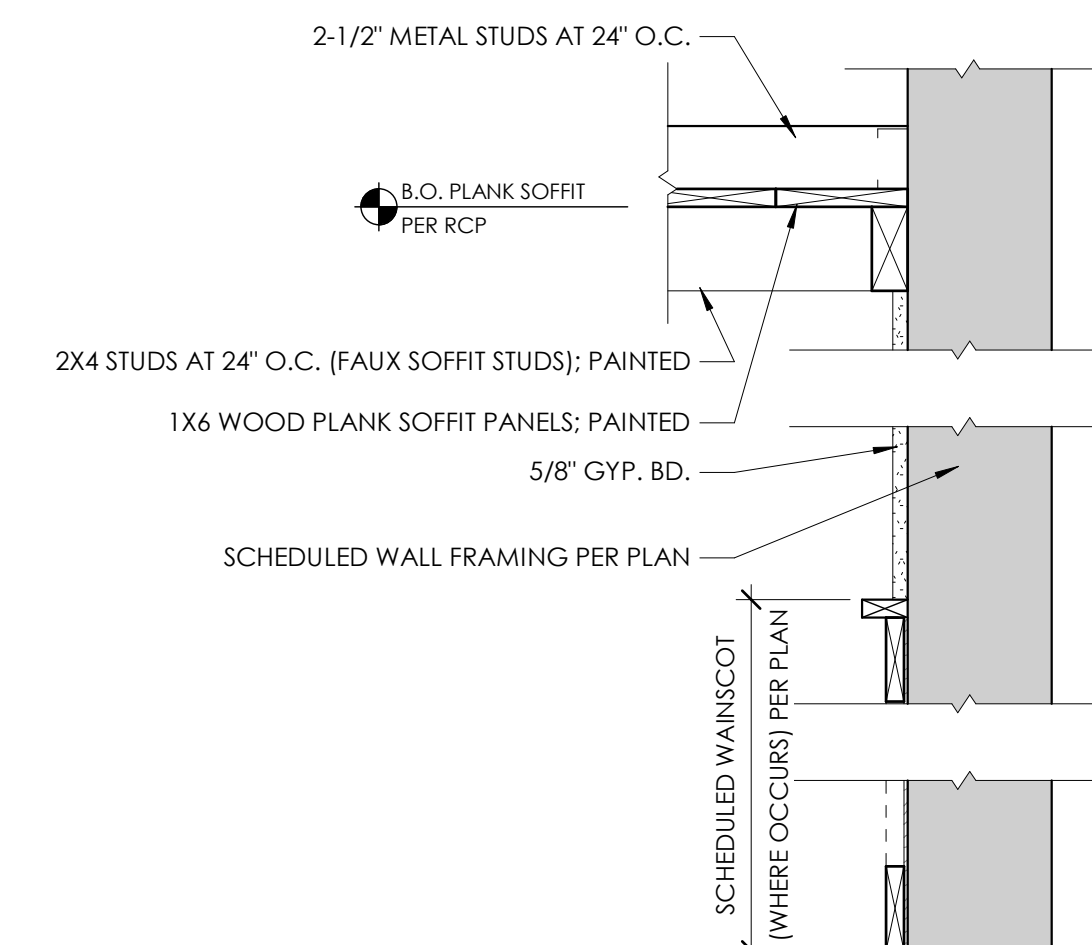 2-1/2" METAL STUDS AT 24" O.C.
B.O. PLANK SOFFIT
PER RCP
2X4 STUDS AT 24" O.C. (FAUX SOFFIT STUDS); PAINTED
1X6 WOOD PLANK SOFFIT PANELS; PAINTED
5/8" GYP. BD.
SCHEDULED WALL FRAMING PER PLAN
SCHEDULED WAINSCOT
(WHERE OCCURS) PER PLAN